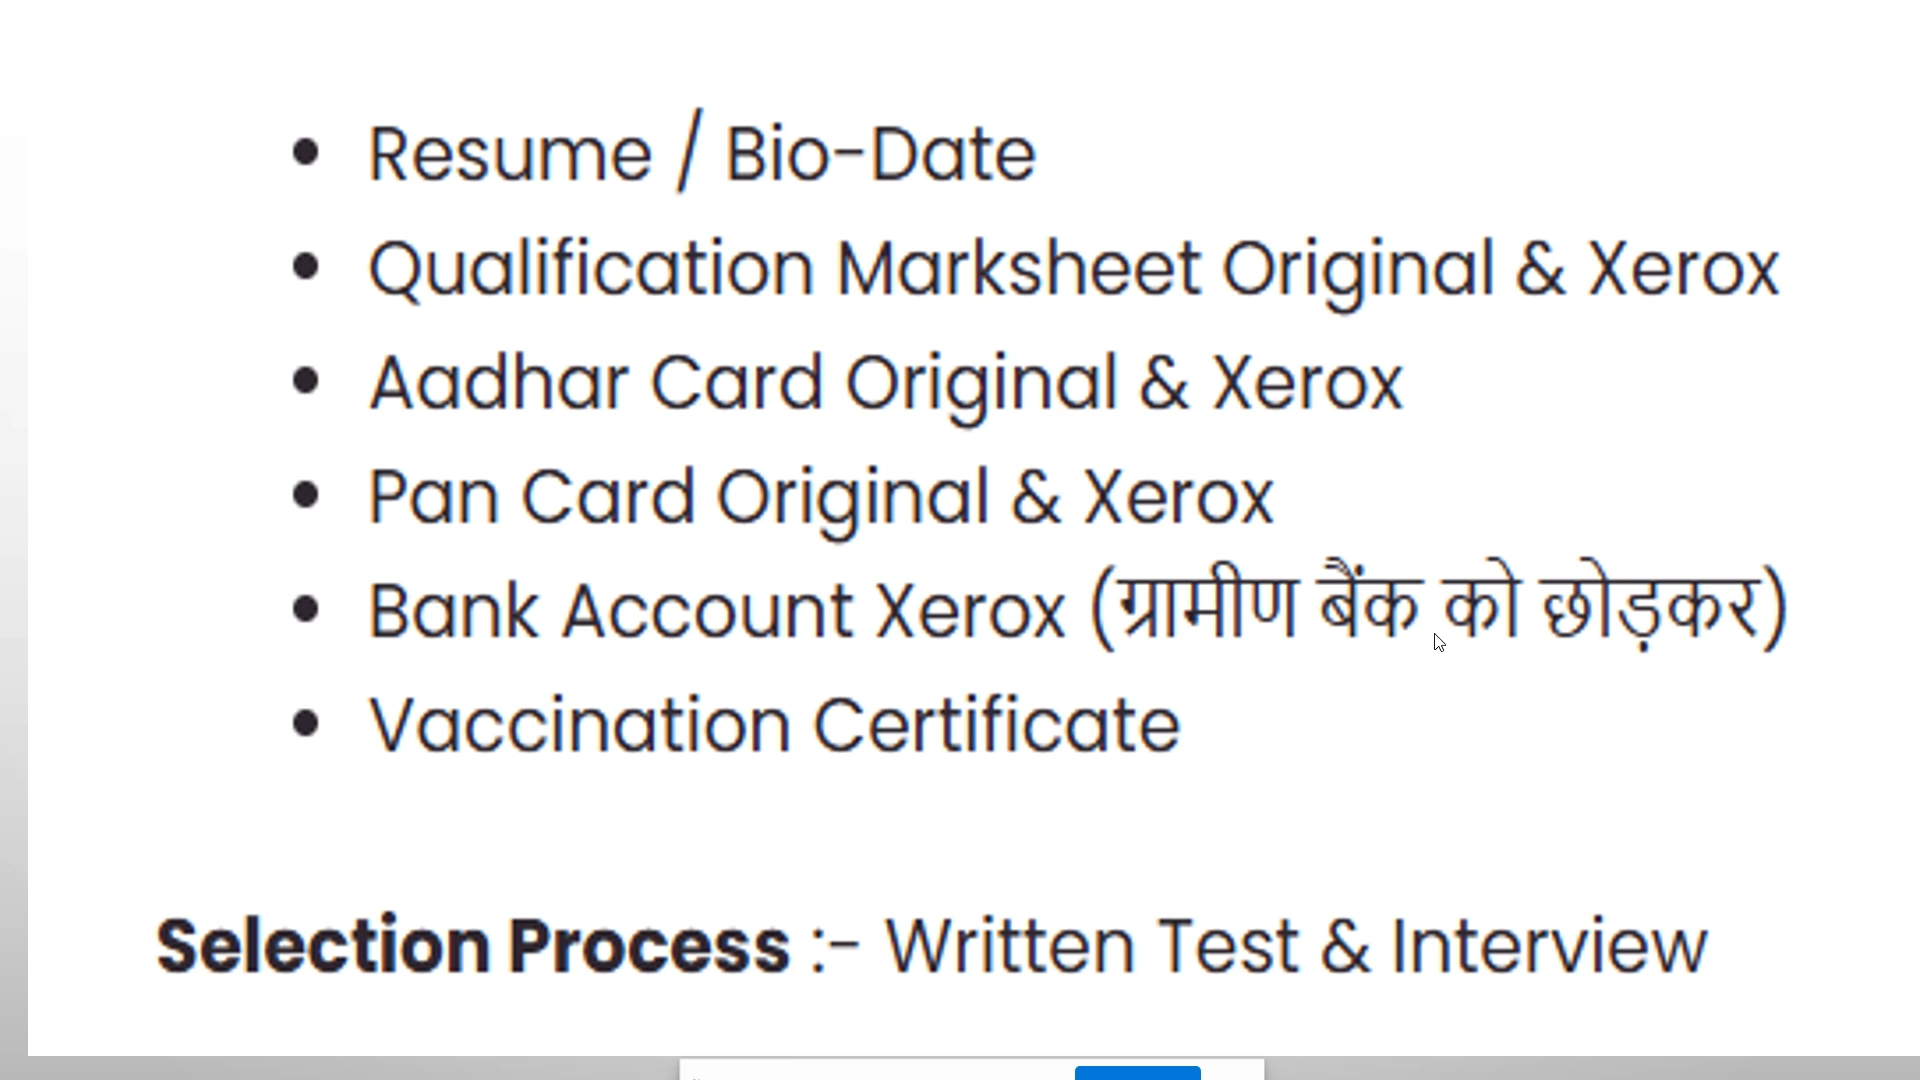 • Resume / Bio-Date
• Qualification Marksheet Original & Xerox
• Aadhar Card Original & Xerox
• Pan Card Original & Xerox
• Bank Account Xerox (ग्रामीण बैंक को छोड़कर)
• Vaccination Certificate
Selection Process :- Written Test & Interview